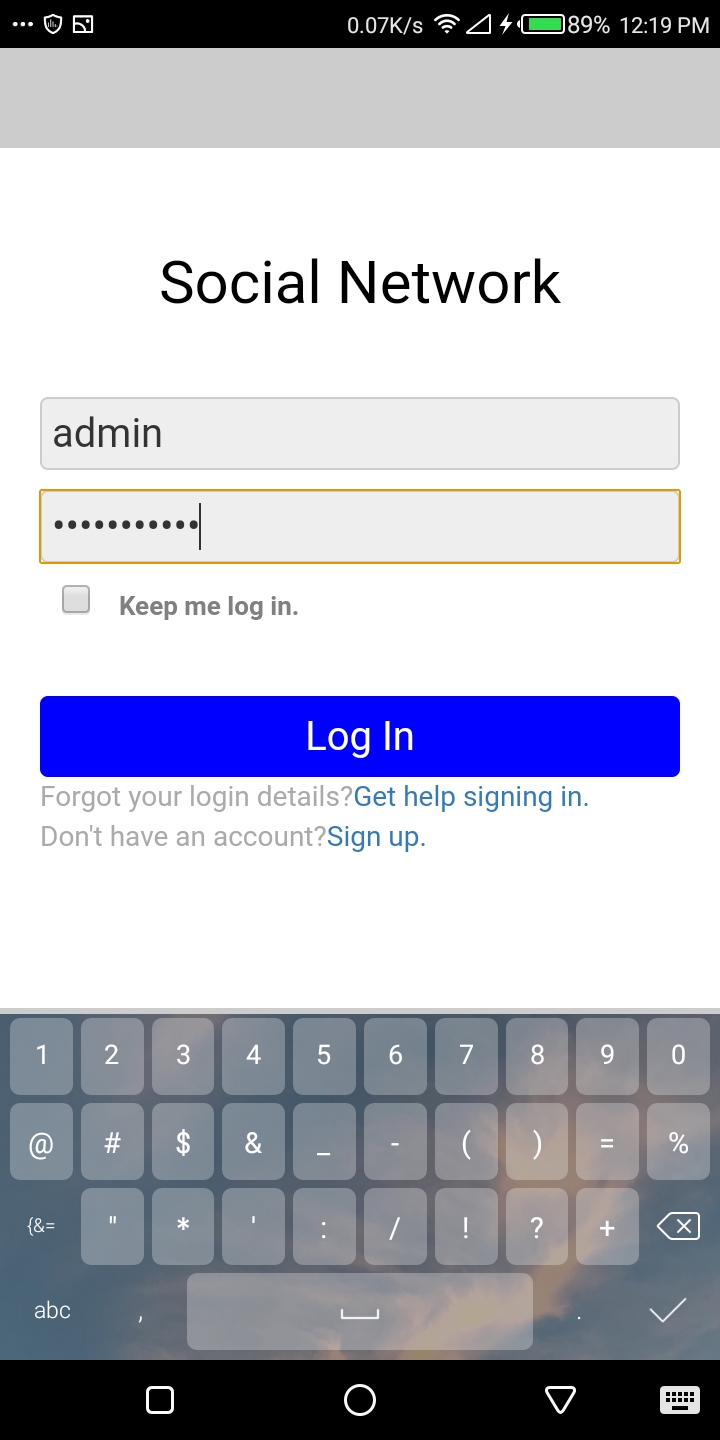 0.07K/s 89% 12:19 PM
Social Network
admin
•••••••••••
Keep me log in.
Log In
Forgot your login details?Get help signing in.
Don't have an account?Sign up.
1 2 3 4 5 6 7 8 9 0
@ # $ & _ - ( ) = %
{&= " * ' : / ! ? +
abc , .